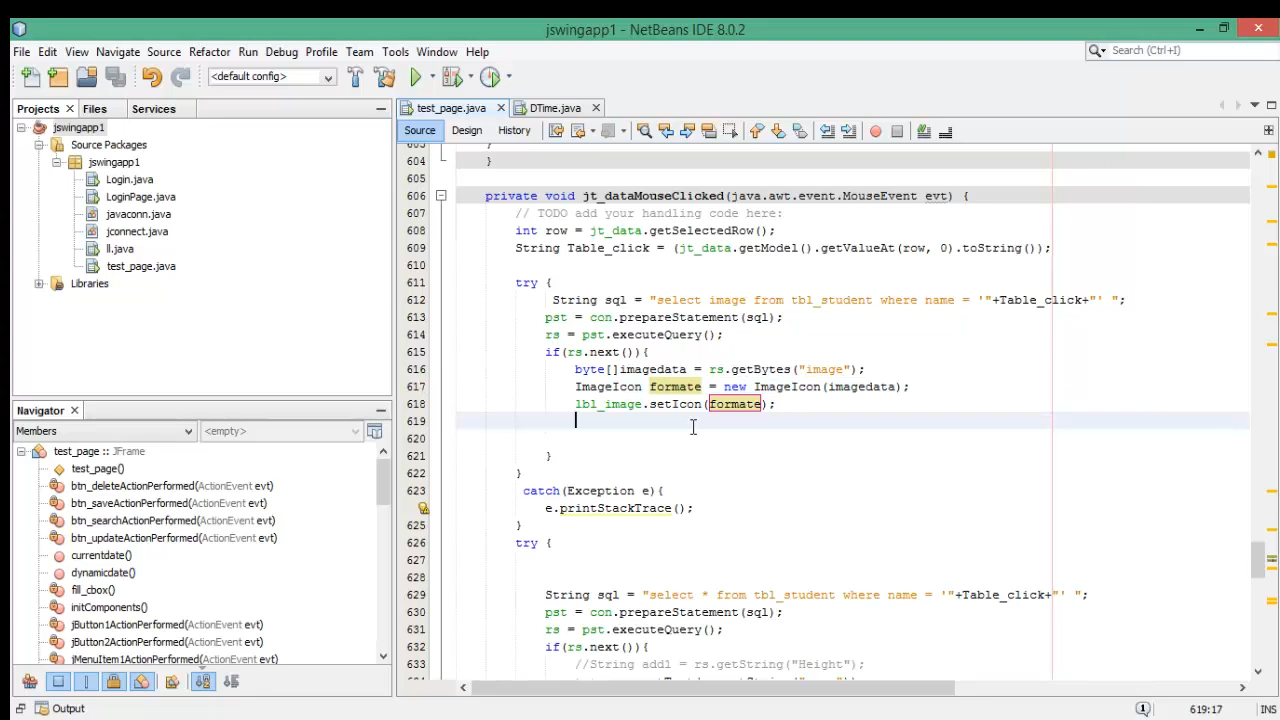 jswingapp1 - NetBeans IDE 8.0.2
File Edit View Navigate Source Refactor Run Debug Profile Team Tools Window Help
Search (Ctrl+I)
<default config>
Projects Files Services
test_page.java DTime.java
Source Design History
jswingapp1
Source Packages
jswingapp1
Login.java
LoginPage.java
javaconn.java
jconnect.java
ll.java
test_page.java
Libraries
Navigator
Members <empty>
test_page :: JFrame
test_page()
btn_deleteActionPerformed(ActionEvent evt)
btn_saveActionPerformed(ActionEvent evt)
btn_searchActionPerformed(ActionEvent evt)
btn_updateActionPerformed(ActionEvent evt)
currentdate()
dynamicdate()
fill_cbox()
initComponents()
jButton1ActionPerformed(ActionEvent evt)
jButton2ActionPerformed(ActionEvent evt)
jMenuItem1ActionPerformed(ActionEvent evt)
603 }
604 }
605
606 private void jt_dataMouseClicked(java.awt.event.MouseEvent evt) {
607 // TODO add your handling code here:
608 int row = jt_data.getSelectedRow();
609 String Table_click = (jt_data.getModel().getValueAt(row, 0).toString());
610
611 try {
612 String sql = "select image from tbl_student where name = '"+Table_click+"' ";
613 pst = con.prepareStatement(sql);
614 rs = pst.executeQuery();
615 if(rs.next()){
616 byte[]imagedata = rs.getBytes("image");
617 ImageIcon formate = new ImageIcon(imagedata);
618 lbl_image.setIcon(formate);
619
620
621 }
622 }
623 catch(Exception e){
e.printStackTrace();
625 }
626 try {
627
628
629 String sql = "select * from tbl_student where name = '"+Table_click+"' ";
630 pst = con.prepareStatement(sql);
631 rs = pst.executeQuery();
632 if(rs.next()){
633 //String add1 = rs.getString("Height");
Output
1
619:17 INS